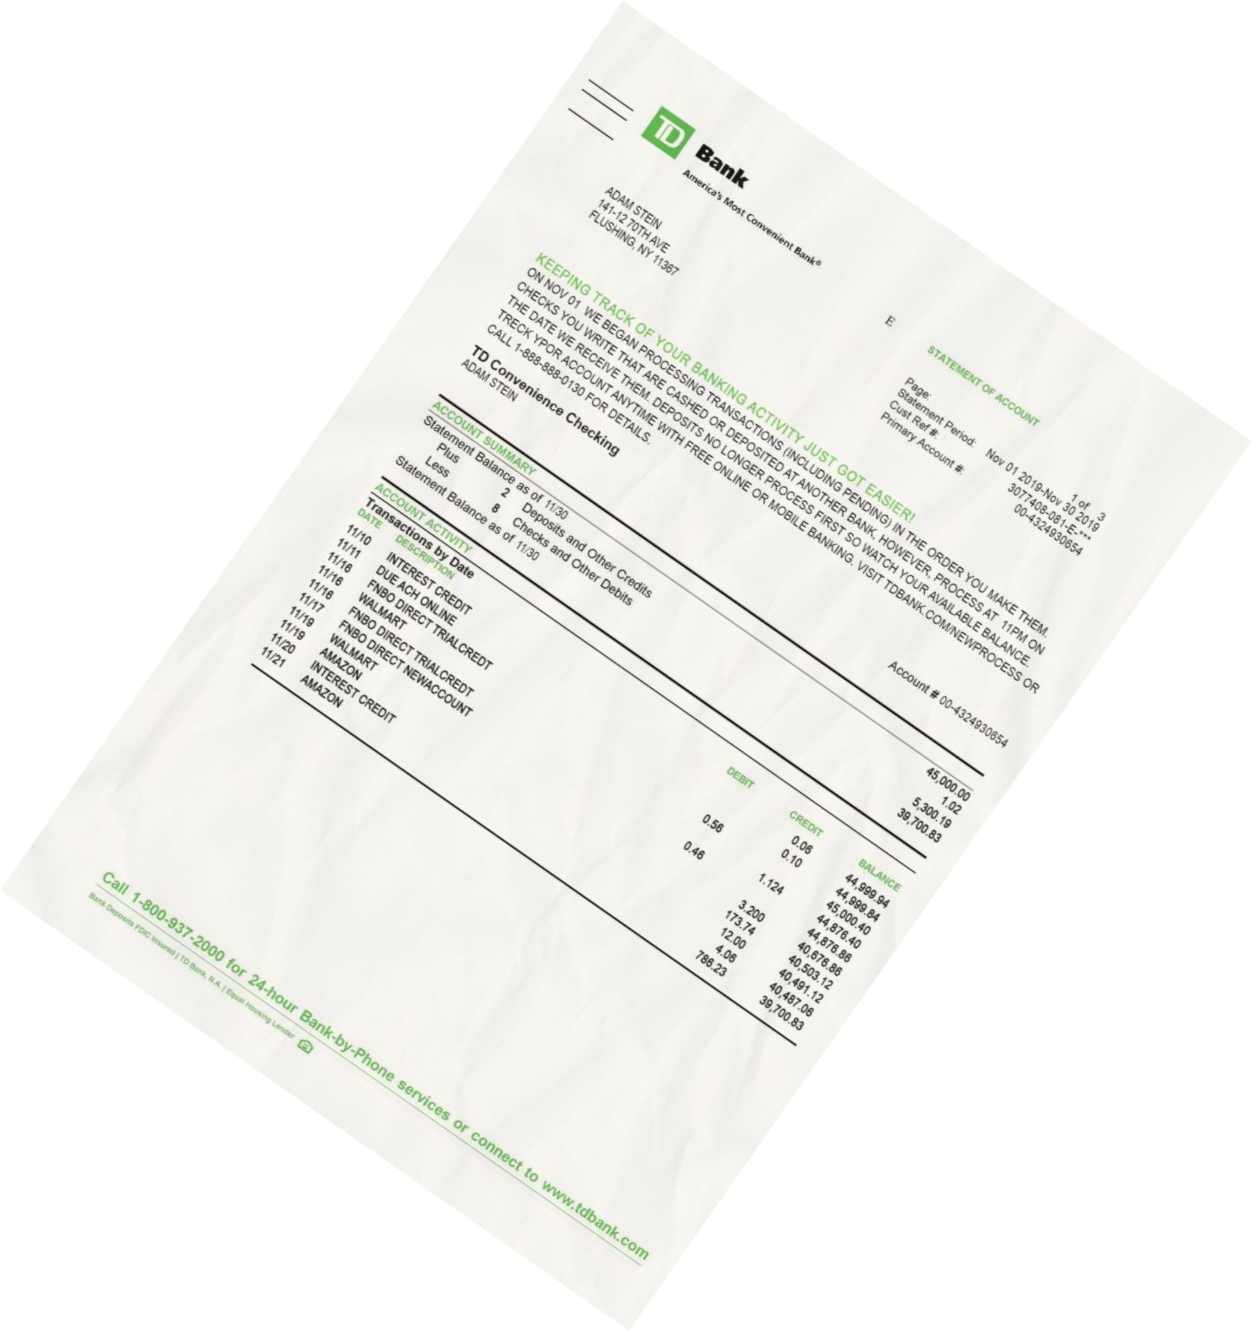 TD Bank
America's Most Convenient Bank®
ADAM STEIN
141-12 70TH AVE
FLUSHING, NY 11367
E
STATEMENT OF ACCOUNT
Page: 1 of 3
Statement Period: Nov 01 2019-Nov 30 2019
Cust Ref #: 3077408-081-E-***
Primary Account #: 00-4324930654
KEEPING TRACK OF YOUR BANKING ACTIVITY JUST GOT EASIER!
ON NOV 01 WE BEGAN PROCESSING TRANSACTIONS (INCLUDING PENDING) IN THE ORDER YOU MAKE THEM.
CHECKS YOU WRITE THAT ARE CASHED OR DEPOSITED AT ANOTHER BANK, HOWEVER, PROCESS AT 11PM ON
THE DATE WE RECEIVE THEM. DEPOSITS NO LONGER PROCESS FIRST SO WATCH YOUR AVAILABLE BALANCE.
TRECK YPOR ACCOUNT ANYTIME WITH FREE ONLINE OR MOBILE BANKING. VISIT TDBANK.COM/NEWPROCESS OR
CALL 1-888-888-0130 FOR DETAILS.
TD Convenience Checking
ADAM STEIN Account # 00-4324930654
ACCOUNT SUMMARY
Statement Balance as of 11/30 45,000.00
Plus 2 Deposits and Other Credits 1.02
Less 8 Checks and Other Debits 5,300.19
Statement Balance as of 11/30 39,700.83
ACCOUNT ACTIVITY
Transactions by Date
DATE DESCRIPTION DEBIT CREDIT BALANCE
11/10 INTEREST CREDIT 0.06 44,999.94
11/11 DUE ACH ONLINE 0.10 44,999.84
11/16 FNBO DIRECT TRIALCREDT 0.56 45,000.40
11/16 WALMART 1.124 44,876.40
11/16 FNBO DIRECT TRIALCREDT 0.46 44,876.86
11/17 FNBO DIRECT NEWACCOUNT 3.200 40,676.86
11/19 WALMART 173.74 40,503.12
11/19 AMAZON 12.00 40,491.12
11/20 INTEREST CREDIT 4.06 40,487.06
11/21 AMAZON 786.23 39,700.83
Call 1-800-937-2000 for 24-hour Bank-by-Phone services or connect to www.tdbank.com
Bank Deposits FDIC Insured | TD Bank, N.A. | Equal Housing Lender